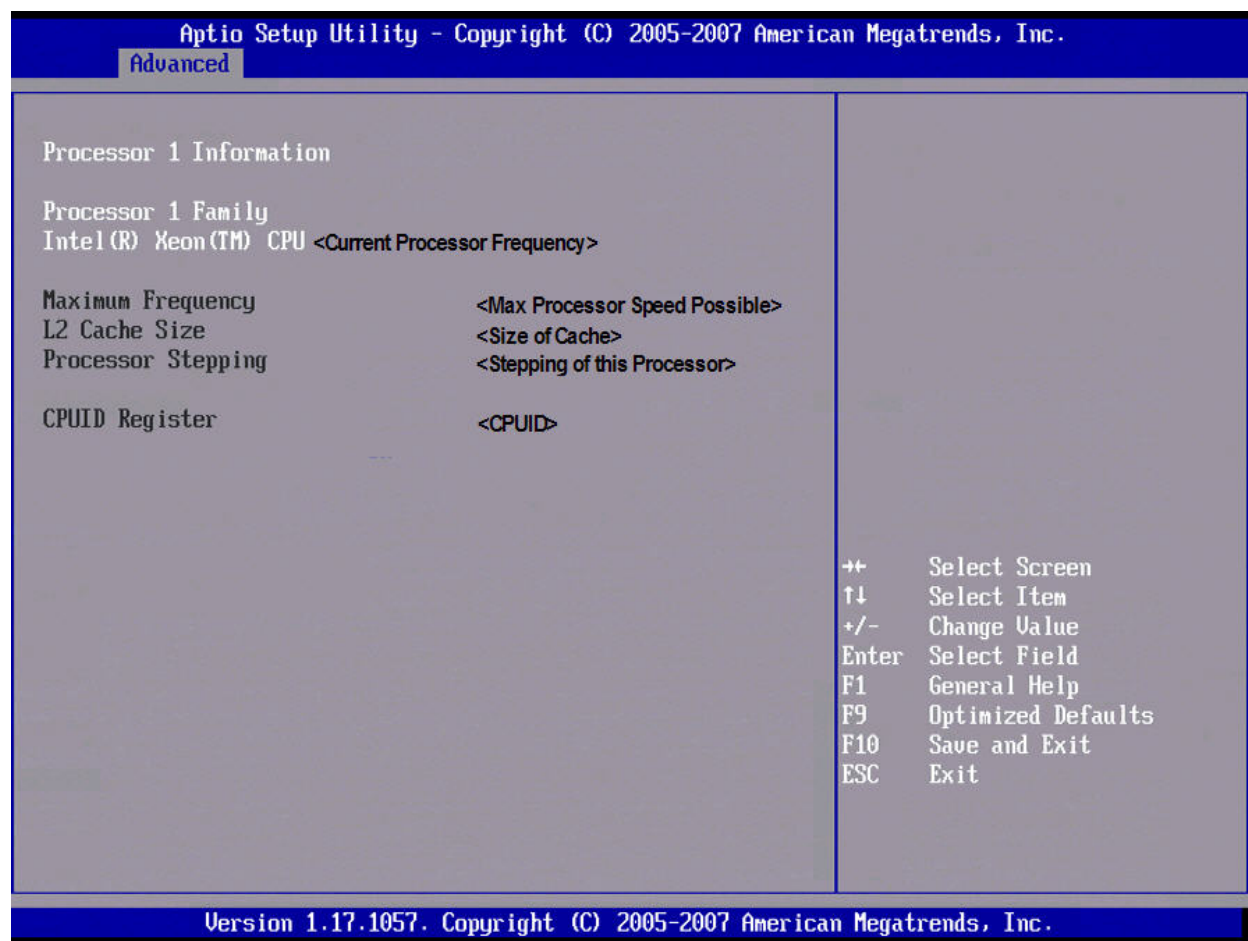 Aptio Setup Utility - Copyright (C) 2005-2007 American Megatrends, Inc.
Advanced
Processor 1 Information
Processor 1 Family
Intel(R) Xeon(TM) CPU <Current Processor Frequency>
Maximum Frequency <Max Processor Speed Possible>
L2 Cache Size <Size of Cache>
Processor Stepping <Stepping of this Processor>
CPUID Register <CPUID>
→← Select Screen
↑↓ Select Item
+/- Change Value
Enter Select Field
F1 General Help
F9 Optimized Defaults
F10 Save and Exit
ESC Exit
Version 1.17.1057. Copyright (C) 2005-2007 American Megatrends, Inc.